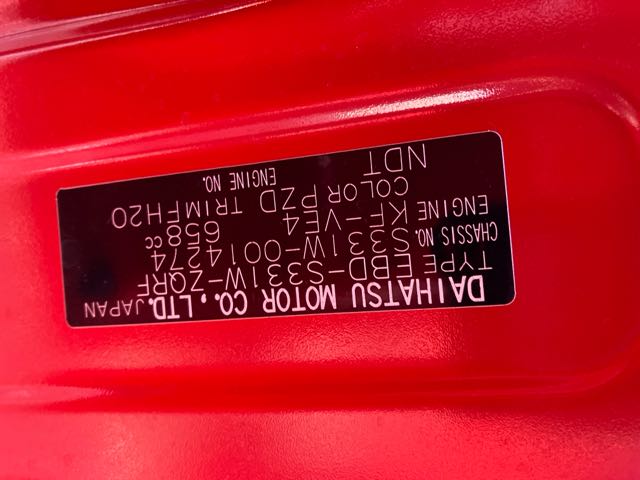 DAIHATSU MOTOR CO., LTD. JAPAN
TYPE EBD-S331W-ZQRF
CHASSIS NO. S331W-0014274
ENGINE KF-VE4 658cc
COLOR PZD TRIM FH20
NDT ENGINE NO.